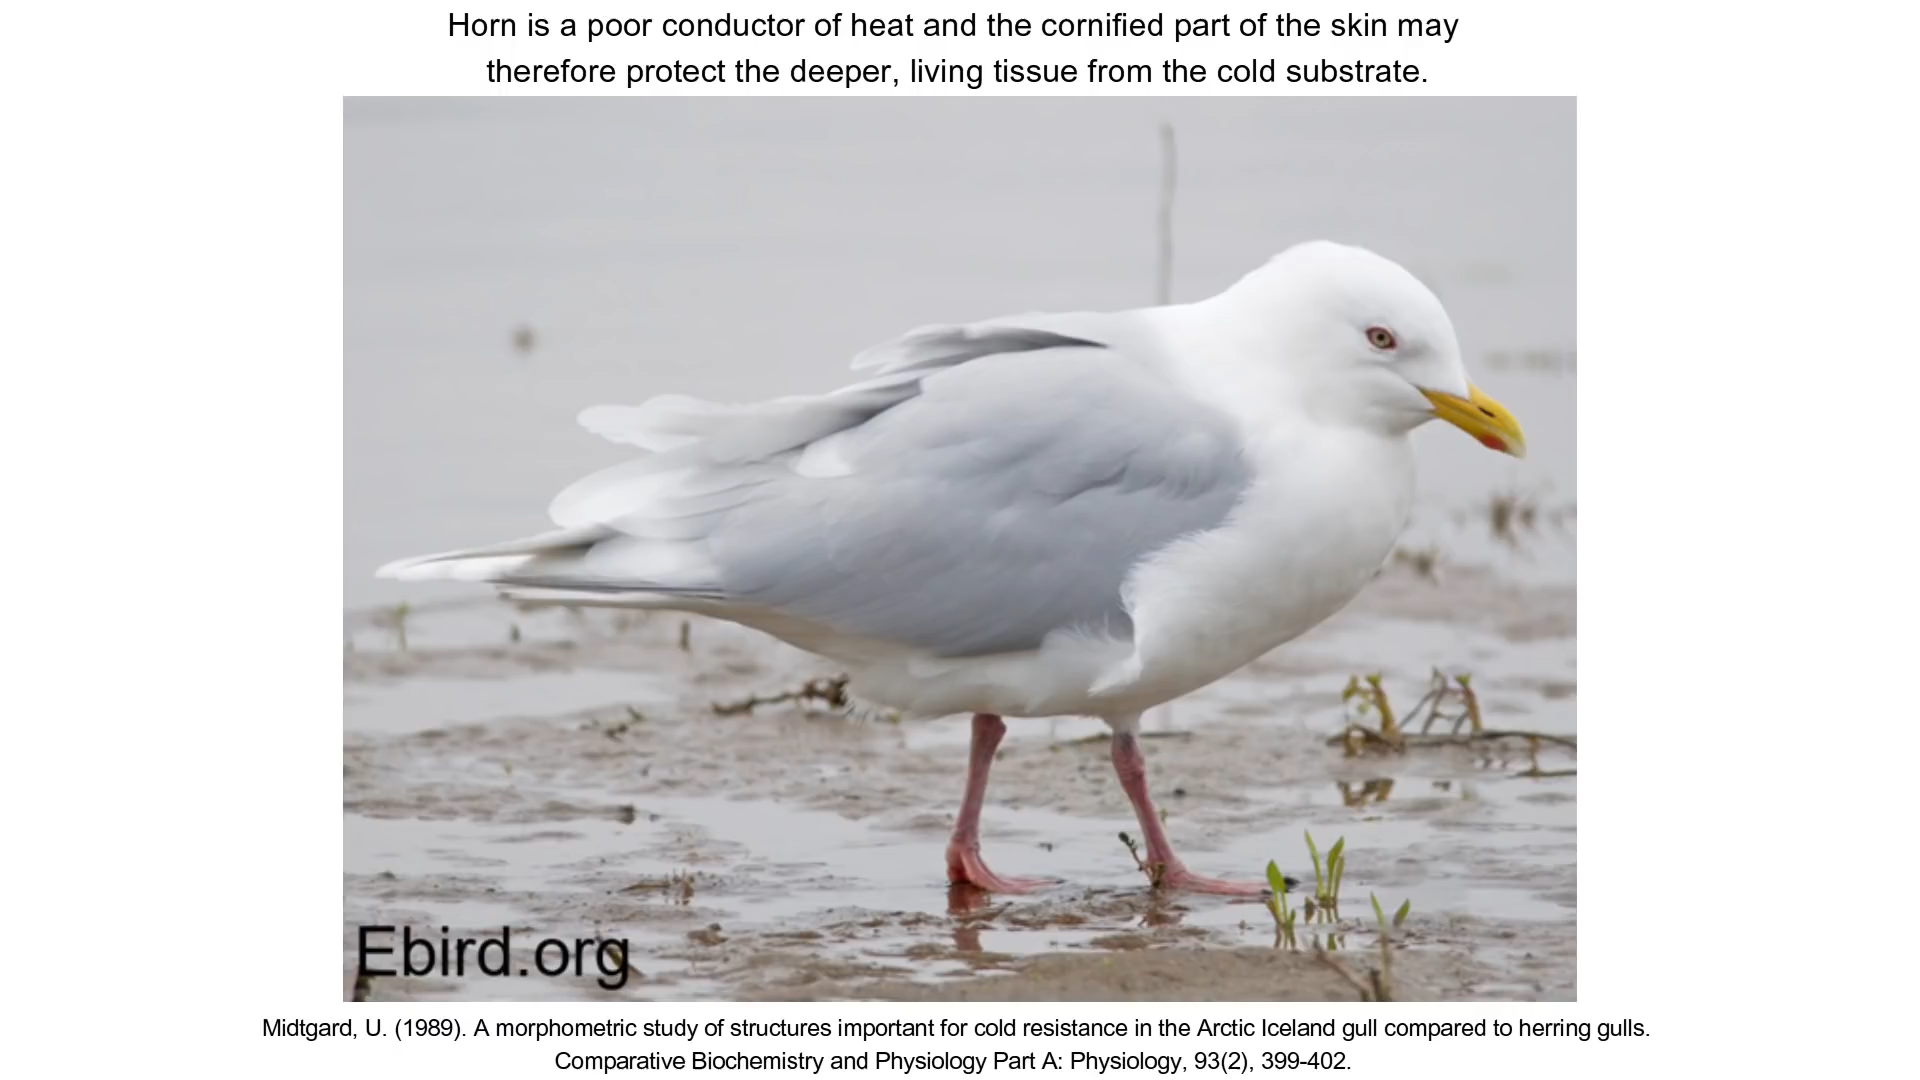 Horn is a poor conductor of heat and the cornified part of the skin may
therefore protect the deeper, living tissue from the cold substrate.
Ebird.org
Midtgard, U. (1989). A morphometric study of structures important for cold resistance in the Arctic Iceland gull compared to herring gulls.
Comparative Biochemistry and Physiology Part A: Physiology, 93(2), 399-402.